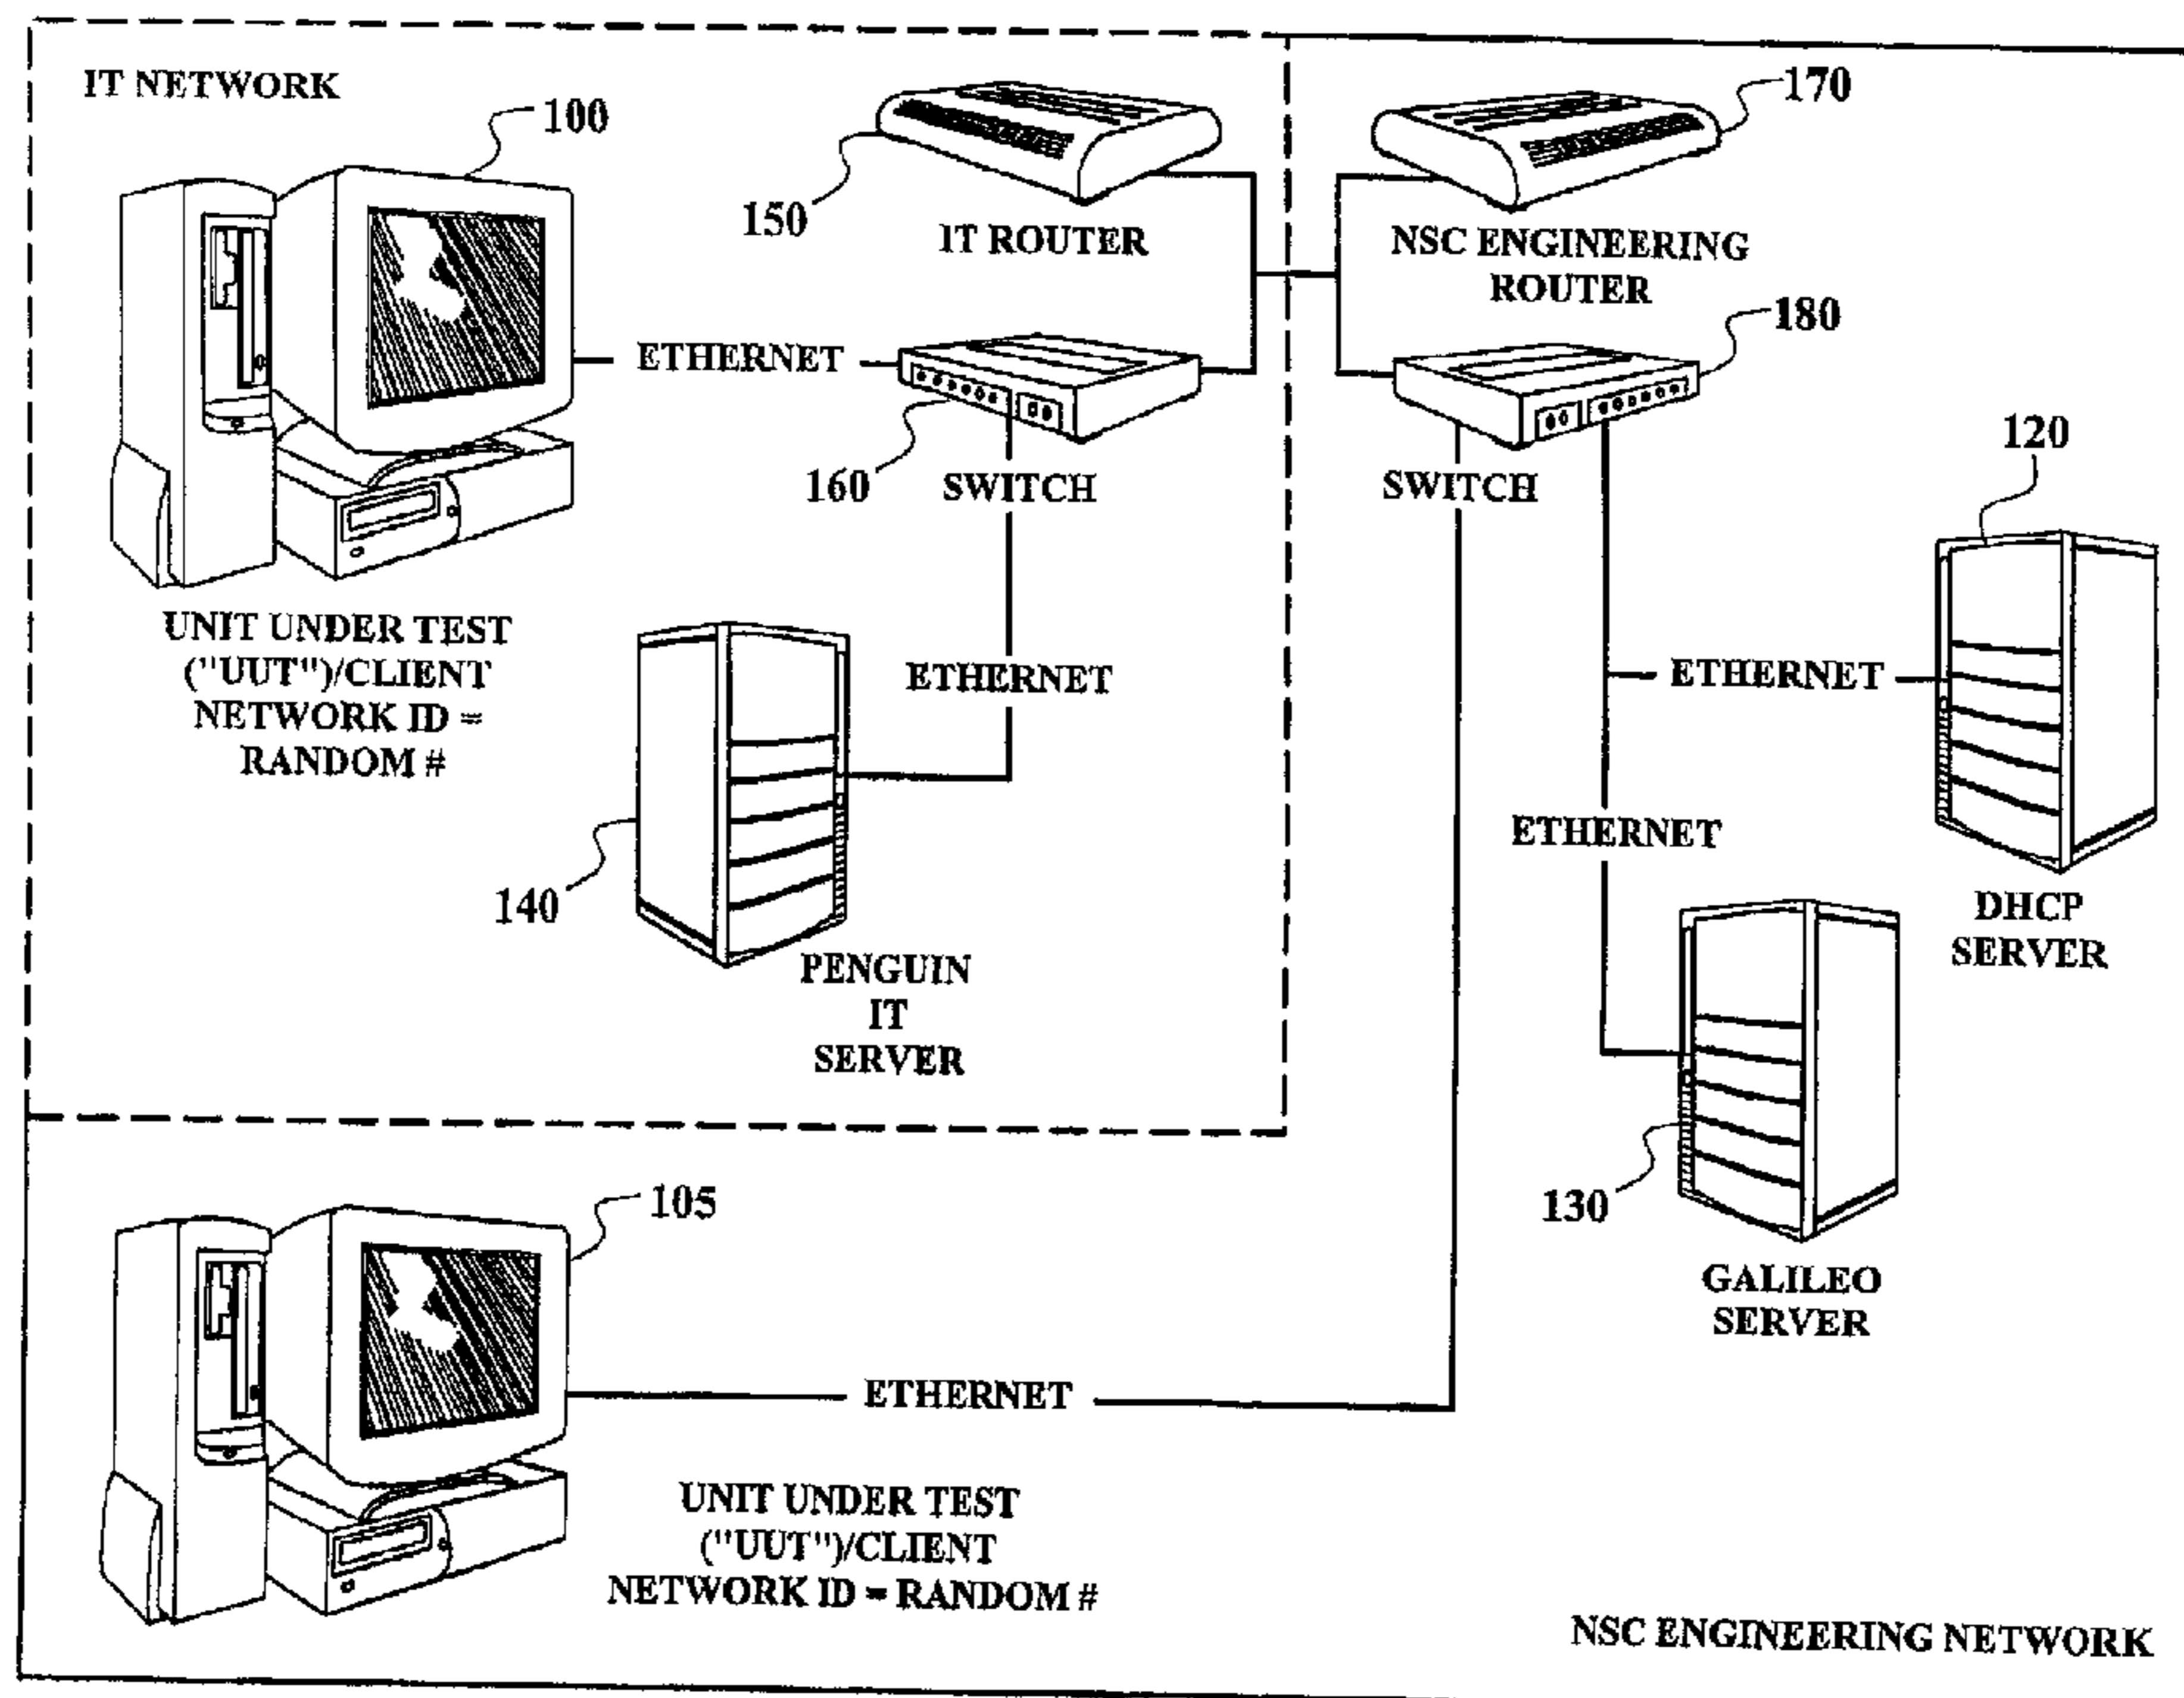 IT NETWORK
100
150
IT ROUTER
170
NSC ENGINEERING
ROUTER
ETHERNET
160
SWITCH
180
SWITCH
120
UNIT UNDER TEST
("UUT")/CLIENT
NETWORK ID =
RANDOM #
ETHERNET
140
PENGUIN
IT
SERVER
ETHERNET
ETHERNET
DHCP
SERVER
130
GALILEO
SERVER
105
ETHERNET
UNIT UNDER TEST
("UUT")/CLIENT
NETWORK ID = RANDOM #
NSC ENGINEERING NETWORK